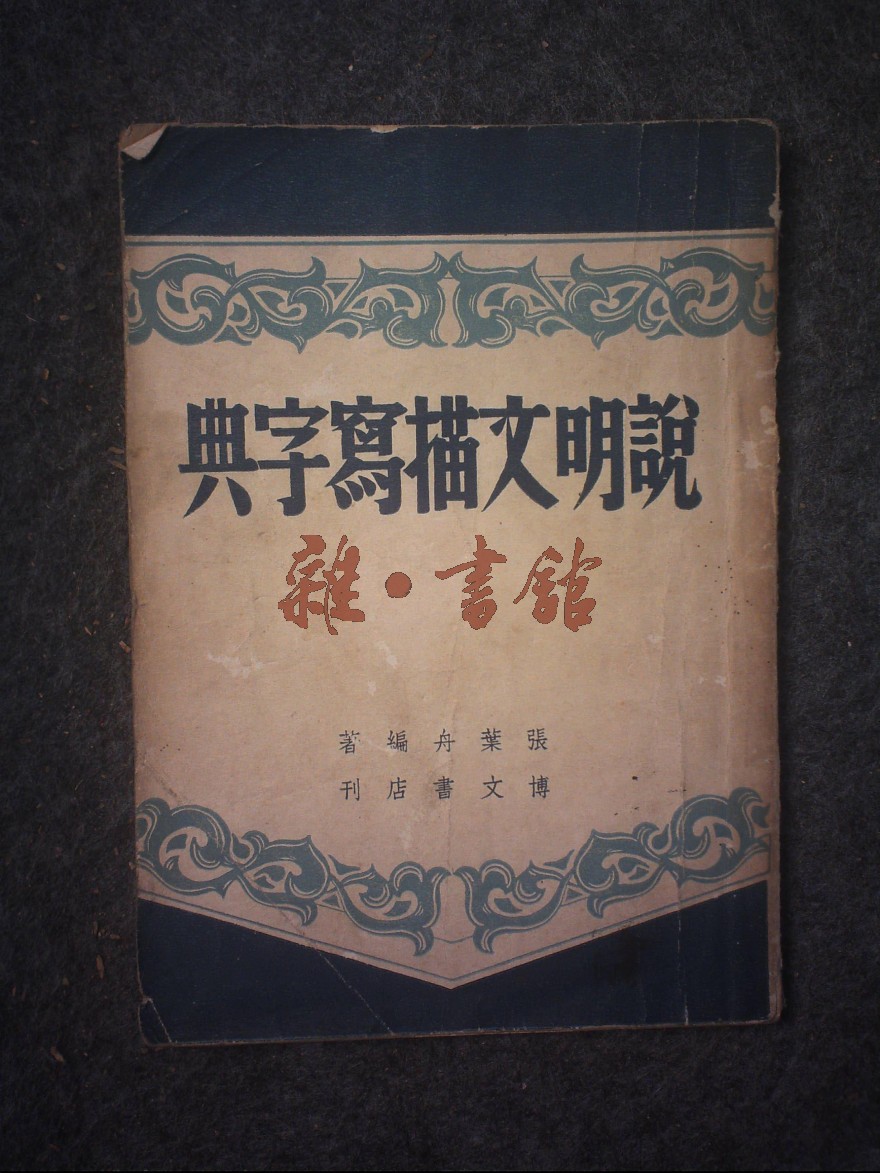 說明文描寫字典
雜·書館
張葉舟編著
博文書店刊